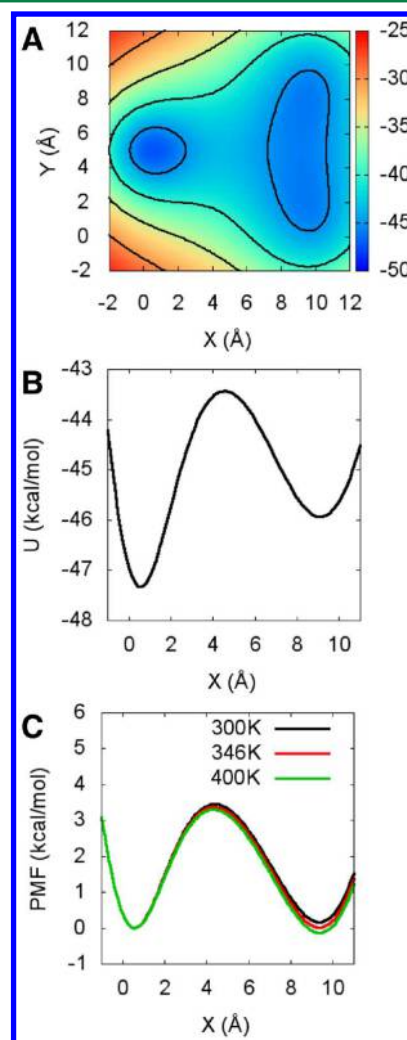 A
12
10
8
6
4
2
0
-2
Y (Å)
-2 0 2 4 6 8 10 12
X (Å)
-25
-30
-35
-40
-45
-50
B
-43
-44
-45
-46
-47
-48
U (kcal/mol)
0 2 4 6 8 10
X (Å)
C
6
5
4
3
2
1
0
-1
PMF (kcal/mol)
300K
346K
400K
0 2 4 6 8 10
X (Å)